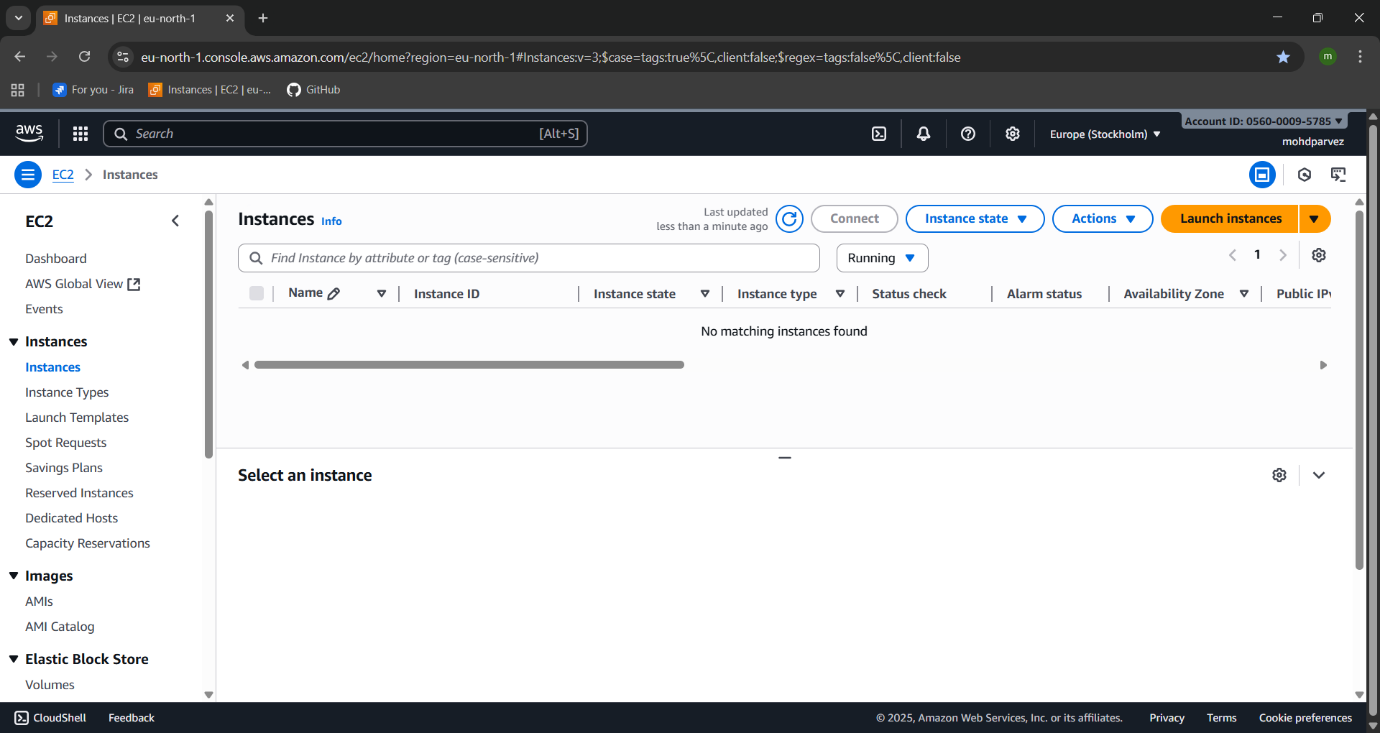 Instances | EC2 | eu-north-1
eu-north-1.console.aws.amazon.com/ec2/home?region=eu-north-1#Instances:v=3;$case=tags:true%5C,client:false;$regex=tags:false%5C,client:false
m
For you - Jira
Instances | EC2 | eu-...
GitHub
aws
Search
[Alt+S]
Europe (Stockholm)
Account ID: 0560-0009-5785
mohdparvez
EC2
Instances
EC2
Dashboard
AWS Global View
Events
Instances
Instances
Instance Types
Launch Templates
Spot Requests
Savings Plans
Reserved Instances
Dedicated Hosts
Capacity Reservations
Images
AMIs
AMI Catalog
Elastic Block Store
Volumes
Instances Info
Last updated
less than a minute ago
Connect
Instance state
Actions
Launch instances
Find Instance by attribute or tag (case-sensitive)
Running
1
Name
Instance ID
Instance state
Instance type
Status check
Alarm status
Availability Zone
Public IPv
No matching instances found
Select an instance
CloudShell
Feedback
© 2025, Amazon Web Services, Inc. or its affiliates.
Privacy
Terms
Cookie preferences